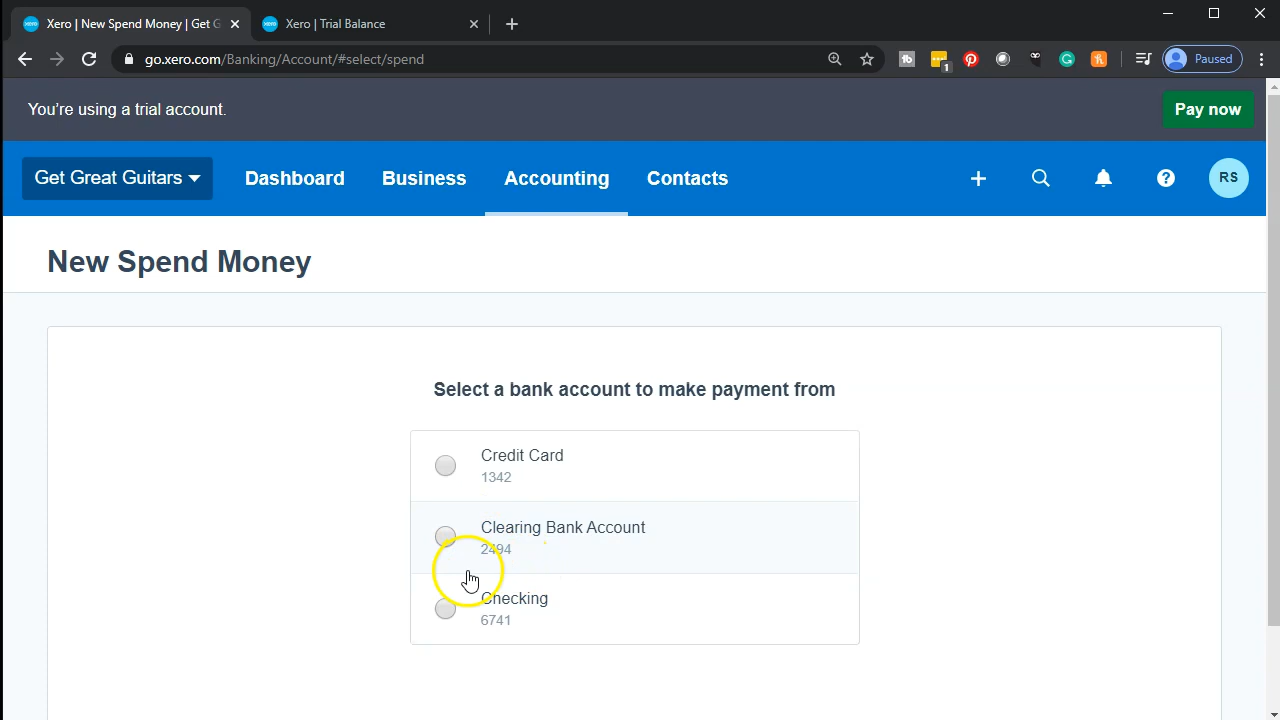 Xero | New Spend Money | Get G
Xero | Trial Balance
go.xero.com/Banking/Account/#select/spend
1
Paused
You're using a trial account.
Pay now
Get Great Guitars
Dashboard
Business
Accounting
Contacts
RS
New Spend Money
Select a bank account to make payment from
Credit Card
1342
Clearing Bank Account
2494
Checking
6741